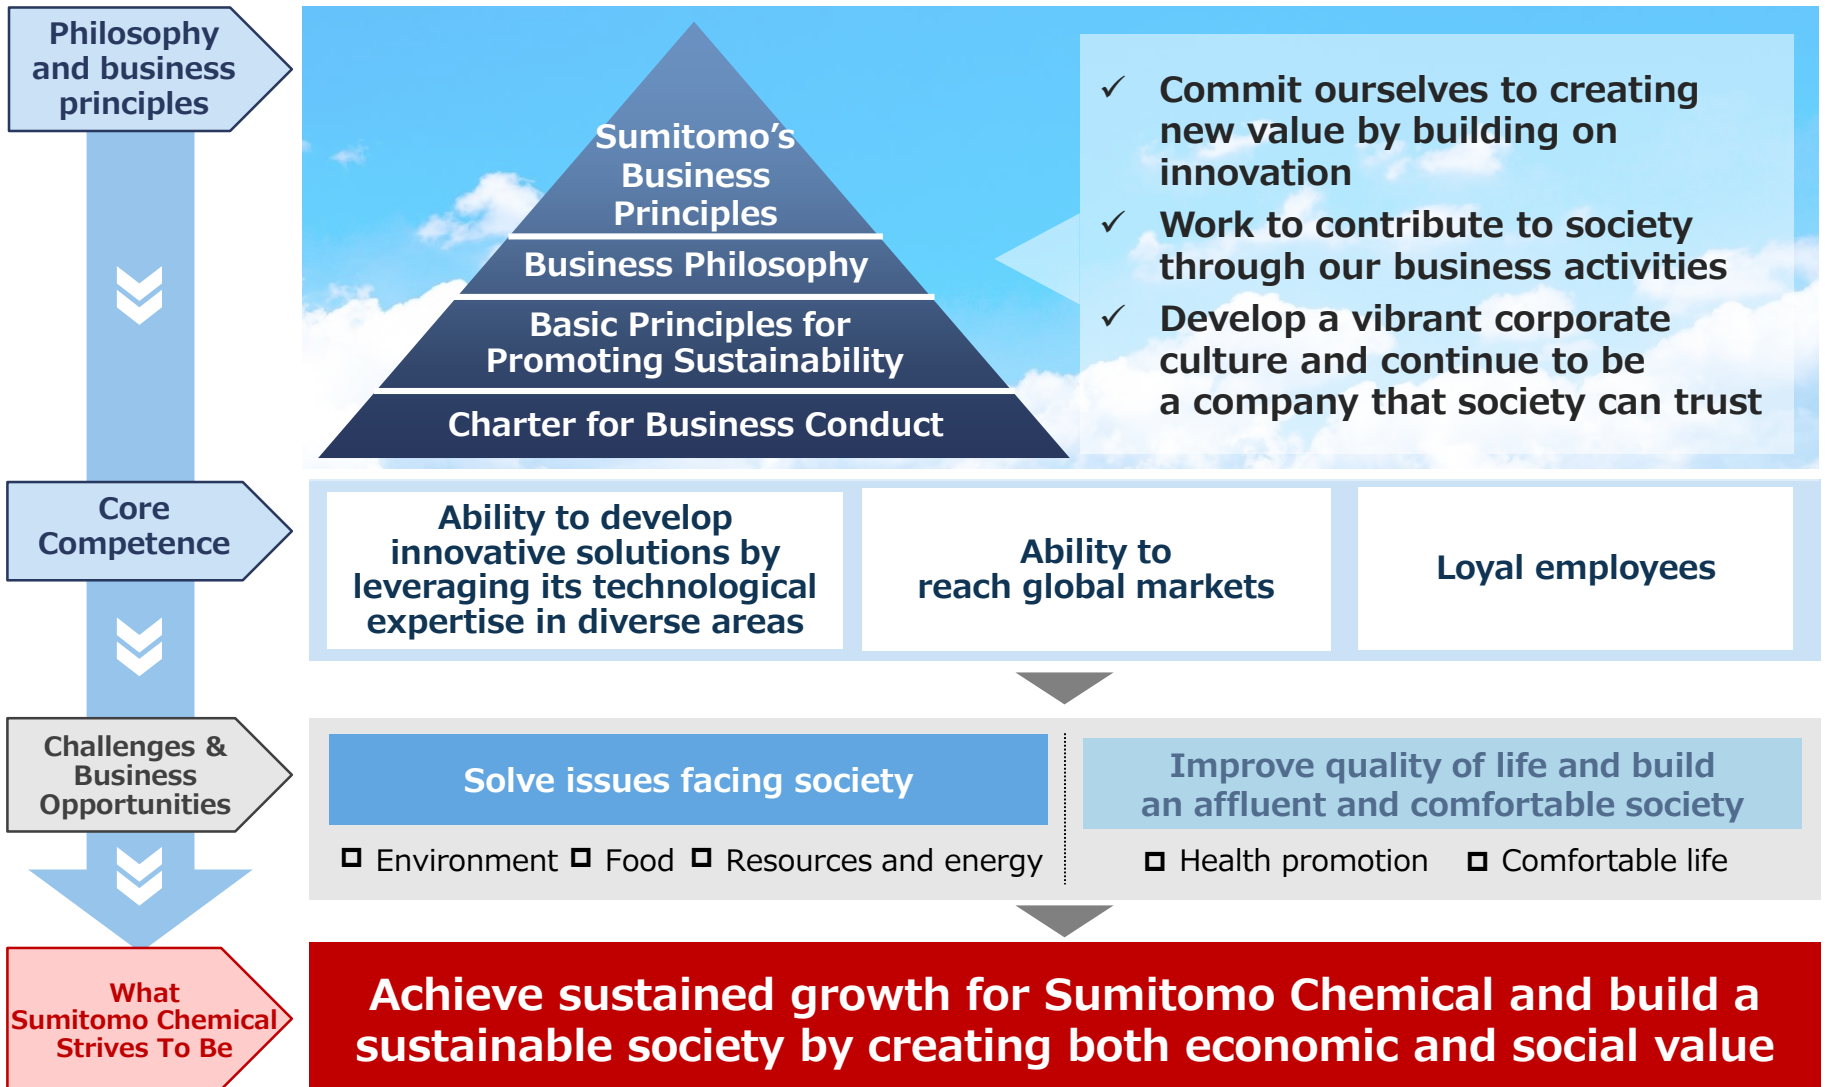 Philosophy
and business
principles
Sumitomo’s
Business
Principles
Business Philosophy
Basic Principles for
Promoting Sustainability
Charter for Business Conduct
✓ Commit ourselves to creating
new value by building on
innovation
✓ Work to contribute to society
through our business activities
✓ Develop a vibrant corporate
culture and continue to be
a company that society can trust
Core
Competence
Ability to develop
innovative solutions by
leveraging its technological
expertise in diverse areas
Ability to
reach global markets
Loyal employees
Challenges &
Business
Opportunities
Solve issues facing society
Environment Food Resources and energy
Improve quality of life and build
an affluent and comfortable society
Health promotion Comfortable life
What
Sumitomo Chemical
Strives To Be
Achieve sustained growth for Sumitomo Chemical and build a
sustainable society by creating both economic and social value